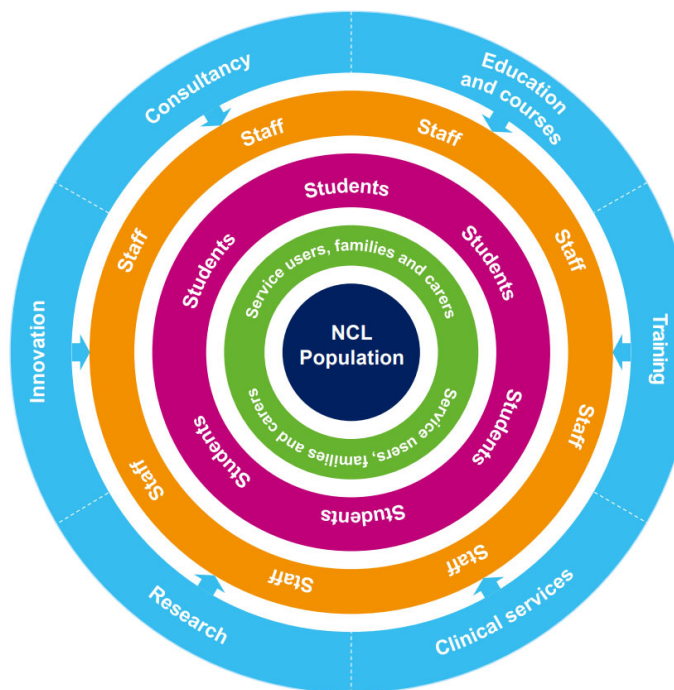 Consultancy
Education
and courses
Training
Clinical services
Research
Innovation
Staff
Staff
Staff
Staff
Staff
Staff
Staff
Staff
Students
Students
Students
Students
Students
Students
Service users, families and carers
Service users, families and carers
NCL
Population